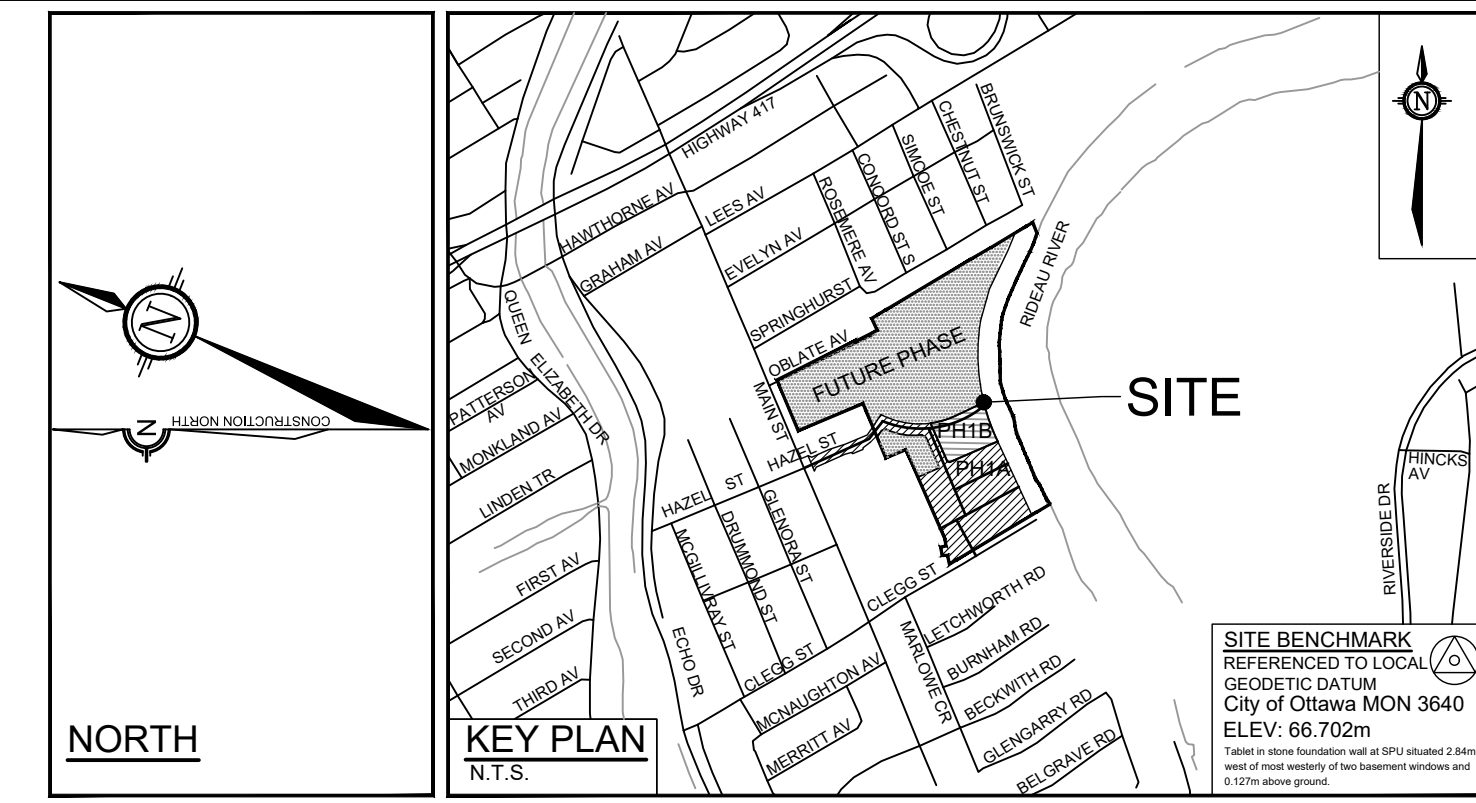 N
CONSTRUCTION NORTH
N
NORTH
N
HIGHWAY 417
HAWTHORNE AV
GRAHAM AV
LEES AV
EVELYN AV
ROSEMERE AV
CONCORD ST S
SIMCOE ST
CHESTNUT ST
BRUNSWICK ST
SPRINGHURST
OBLATE AV
MAIN ST
FUTURE PHASE
RIDEAU RIVER
SITE
PH1B
PH1A
QUEEN ELIZABETH DR
PATTERSON
AV
MONKLAND AV
LINDEN TR
FIRST AV
SECOND AV
THIRD AV
HAZEL ST
HAZEL ST
GLENORA ST
DRUMMOND ST
MCGILLIVRAY ST
ECHO DR
CLEGG ST
CLEGG ST
MCNAUGHTON AV
MERRITT AV
MARLOWE CR
LETCHWORTH RD
BURNHAM RD
BECKWITH RD
GLENGARRY RD
BELGRAVE RD
HINCKS
AV
RIVERSIDE DR
KEY PLAN
N.T.S.
SITE BENCHMARK
REFERENCED TO LOCAL
GEODETIC DATUM
City of Ottawa MON 3640
ELEV: 66.702m
Tablet in stone foundation wall at SPU situated 2.84m
west of most westerly of two basement windows and
0.127m above ground.